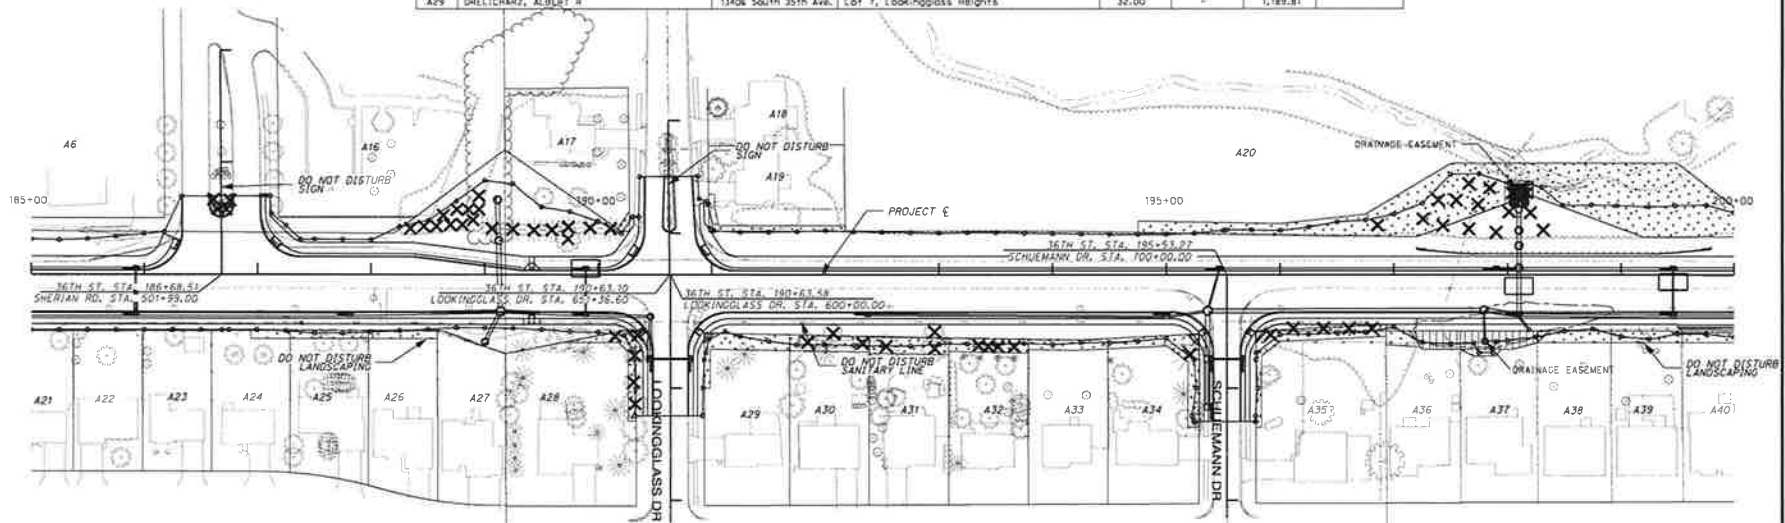 A29 13406 South 35th Ave. Lot 7, Lookingglass Heights 32.00 - 1,189.81
A6
A16
A17
A18
A19
A20
DO NOT DISTURB
SIGN
DO NOT DISTURB
SIGN
DRAINAGE EASEMENT
185+00
190+00
195+00
200+00
PROJECT ℄
36TH ST. STA. 186+68.51
SHERIAN RD. STA. 501+99.00
36TH ST. STA. 190+63.10
LOOKINGGLASS DR. STA. 651+36.60
36TH ST. STA. 190+63.58
LOOKINGGLASS DR. STA. 600+00.00
36TH ST. STA. 195+53.27
SCHUEMANN DR. STA. 700+00.00
DO NOT DISTURB
LANDSCAPING
DO NOT DISTURB
SANITARY LINE
DRAINAGE EASEMENT
DO NOT DISTURB
LANDSCAPING
A21
A22
A23
A24
A25
A26
A27
A28
LOOKINGGLASS DR
A29
A30
A31
A32
A33
A34
SCHUEMANN DR
A35
A36
A37
A38
A39
A40